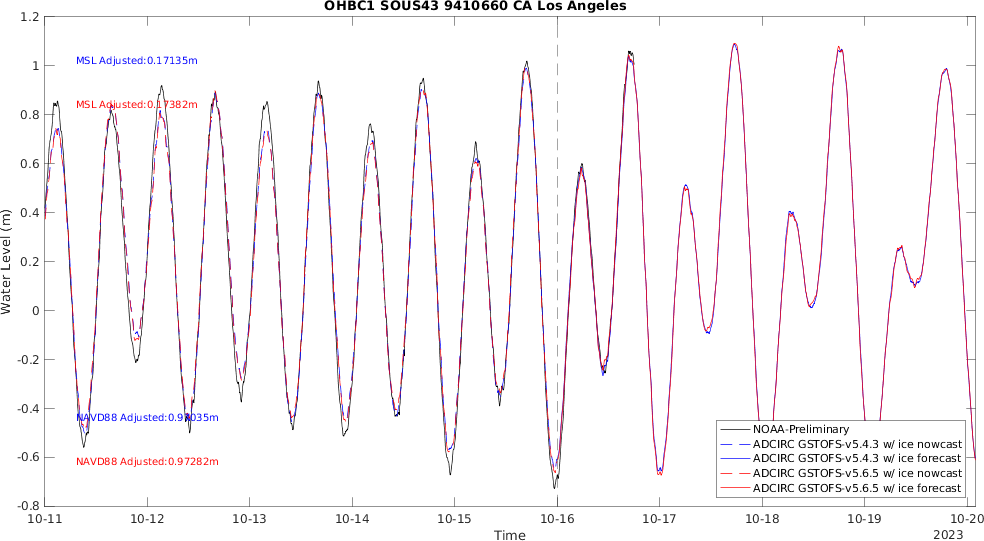 OHBC1 SOUS43 9410660 CA Los Angeles
1.2
1
0.8
0.6
0.4
0.2
0
-0.2
-0.4
-0.6
-0.8
Water Level (m)
MSL Adjusted:0.17135m
MSL Adjusted:0.17382m
NAVD88 Adjusted:0.97282m
NOAA-Preliminary
ADCIRC GSTOFS-v5.4.3 w/ ice nowcast
ADCIRC GSTOFS-v5.4.3 w/ ice forecast
ADCIRC GSTOFS-v5.6.5 w/ ice nowcast
ADCIRC GSTOFS-v5.6.5 w/ ice forecast
10-11 10-12 10-13 10-14 10-15 10-16 10-17 10-18 10-19 10-20
Time
2023